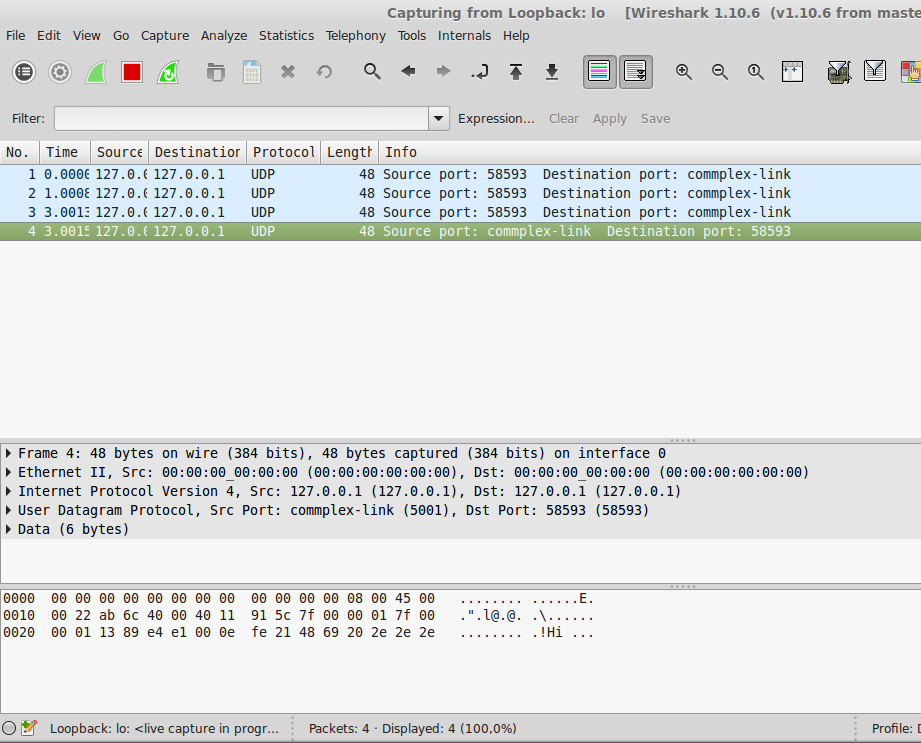 Capturing from Loopback: lo [Wireshark 1.10.6 (v1.10.6 from maste
File Edit View Go Capture Analyze Statistics Telephony Tools Internals Help
Filter: Expression... Clear Apply Save
No. Time Source Destination Protocol Length Info
1 0.0000 127.0.0 127.0.0.1 UDP 48 Source port: 58593 Destination port: commplex-link
2 1.0008 127.0.0 127.0.0.1 UDP 48 Source port: 58593 Destination port: commplex-link
3 3.0013 127.0.0 127.0.0.1 UDP 48 Source port: 58593 Destination port: commplex-link
4 3.0015 127.0.0 127.0.0.1 UDP 48 Source port: commplex-link Destination port: 58593
Frame 4: 48 bytes on wire (384 bits), 48 bytes captured (384 bits) on interface 0
Ethernet II, Src: 00:00:00_00:00:00 (00:00:00:00:00:00), Dst: 00:00:00_00:00:00 (00:00:00:00:00:00)
Internet Protocol Version 4, Src: 127.0.0.1 (127.0.0.1), Dst: 127.0.0.1 (127.0.0.1)
User Datagram Protocol, Src Port: commplex-link (5001), Dst Port: 58593 (58593)
Data (6 bytes)
0000 00 00 00 00 00 00 00 00 00 00 00 00 08 00 45 00 ........ ......E.
0010 00 22 ab 6c 40 00 40 11 91 5c 7f 00 00 01 7f 00 .".l@.@. .\......
0020 00 01 13 89 e4 e1 00 0e fe 21 48 69 20 2e 2e 2e ........ .!Hi ...
Loopback: lo: <live capture in progr... Packets: 4 · Displayed: 4 (100,0%) Profile: